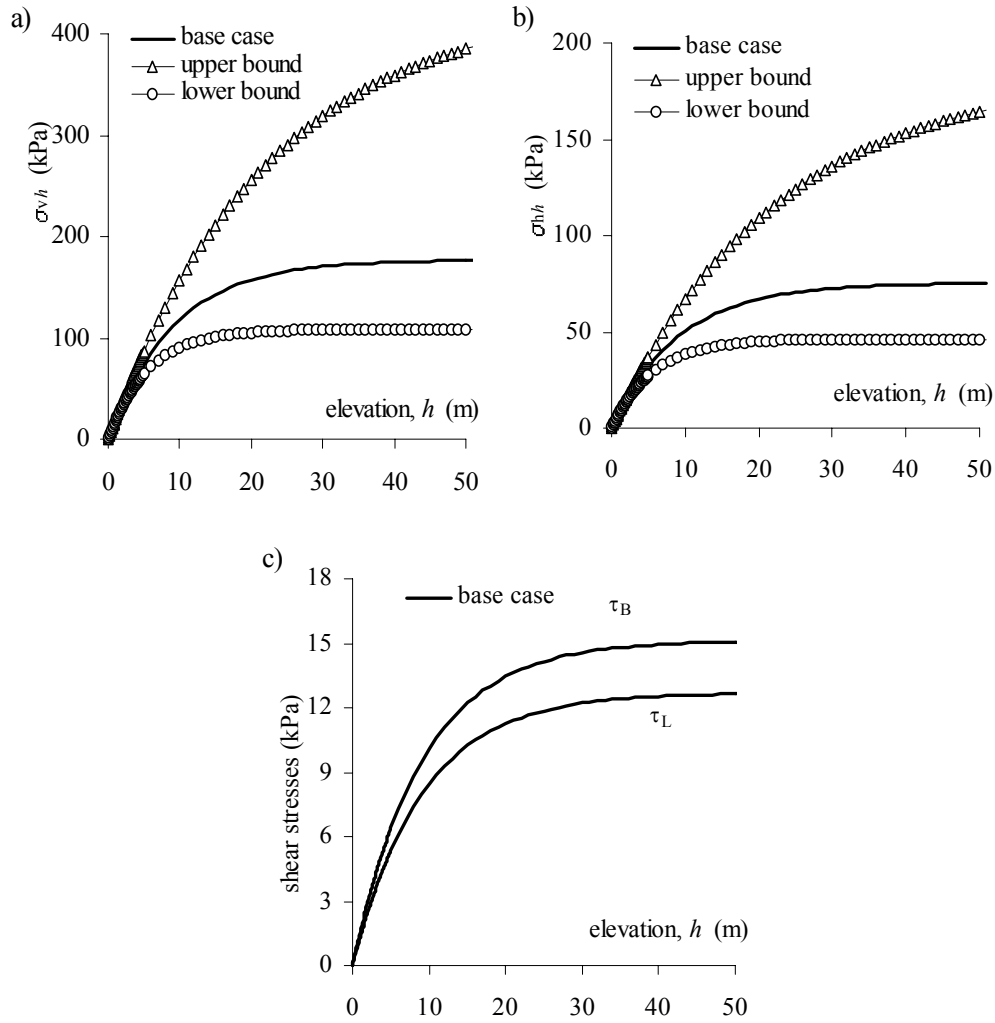 a)
400
300
200
100
0
σvh (kPa)
base case
upper bound
lower bound
elevation, h (m)
0 10 20 30 40 50
b)
200
150
100
50
0
σhh (kPa)
base case
upper bound
lower bound
elevation, h (m)
0 10 20 30 40 50
c)
18
15
12
9
6
3
0
shear stresses (kPa)
base case
τB
τL
elevation, h (m)
0 10 20 30 40 50